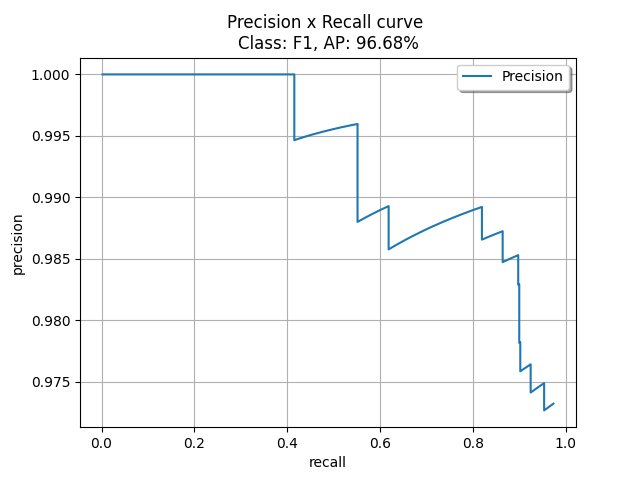 Precision x Recall curve
Class: F1, AP: 96.68%
Precision
1.000
0.995
0.990
0.985
0.980
0.975
precision
0.0 0.2 0.4 0.6 0.8 1.0
recall